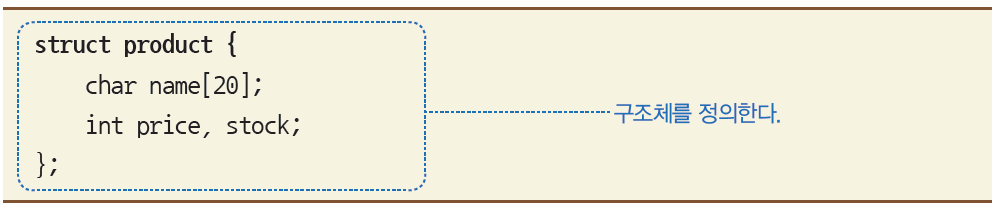 struct product {
    char name[20];
    int price, stock;
};
구조체를 정의한다.